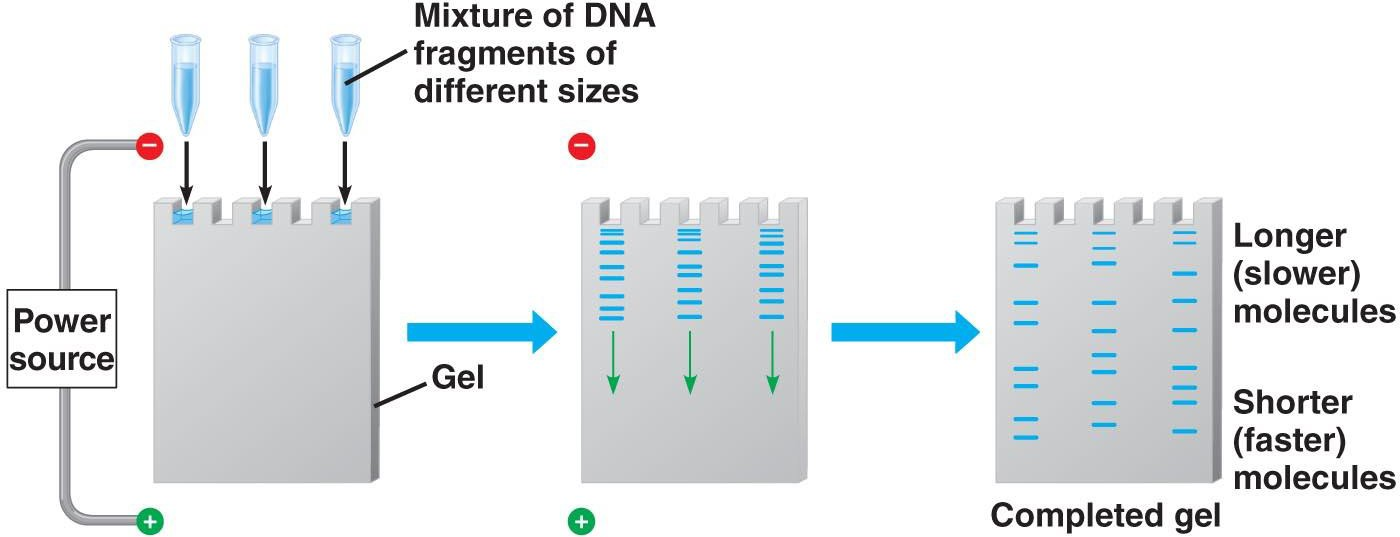 Mixture of DNA
fragments of
different sizes
−
−
Power
source
Gel
Longer
(slower)
molecules
Shorter
(faster)
molecules
+
+
Completed gel